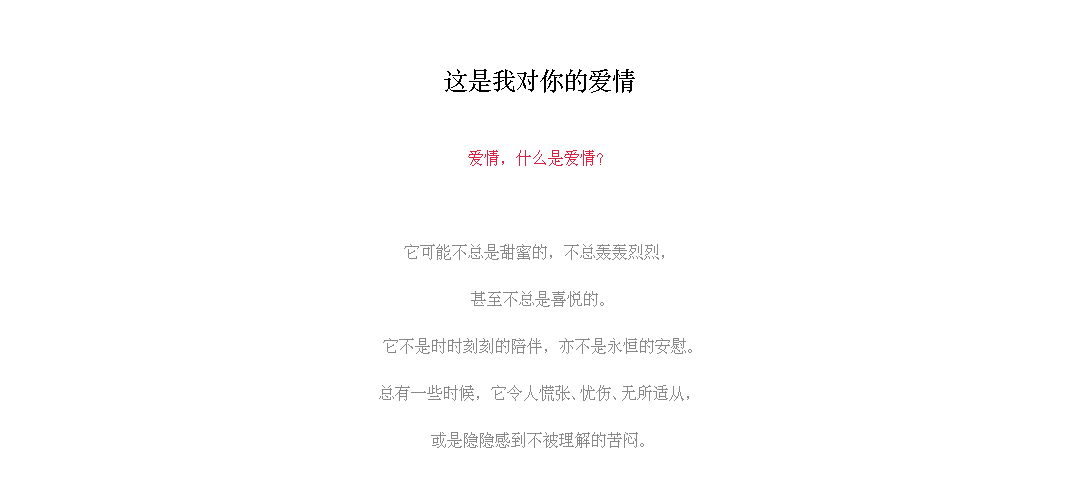 这是我对你的爱情
爱情，什么是爱情？
它可能不总是甜蜜的，不总轰轰烈烈，
甚至不总是喜悦的。
它不是时时刻刻的陪伴，亦不是永恒的安慰。
总有一些时候，它令人慌张、忧伤、无所适从，
或是隐隐感到不被理解的苦闷。